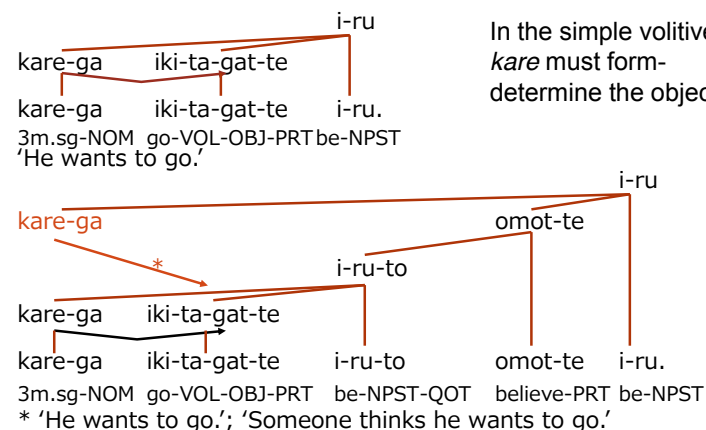 i-ru
In the simple volitive
kare-ga iki-ta-gat-te
kare must form-
determine the objec
kare-ga iki-ta-gat-te i-ru.
3m.sg-NOM go-VOL-OBJ-PRT be-NPST
'He wants to go.'
i-ru
kare-ga omot-te
*
i-ru-to
kare-ga iki-ta-gat-te
kare-ga iki-ta-gat-te i-ru-to omot-te i-ru.
3m.sg-NOM go-VOL-OBJ-PRT be-NPST-QOT believe-PRT be-NPST
* 'He wants to go.'; 'Someone thinks he wants to go.'